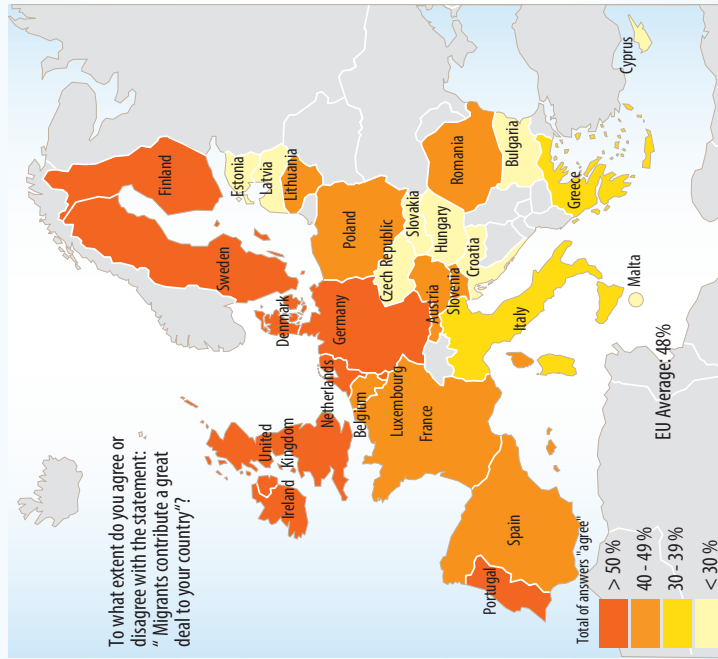 To what extent do you agree or
disagree with the statement:
“ Migrants contribute a great
deal to your country”?
Finland
Sweden
Estonia
Latvia
Lithuania
Denmark
United
Kingdom
Ireland
Netherlands
Belgium
Luxembourg
Germany
Poland
Czech Republic
Slovakia
Austria
Hungary
Slovenia
Croatia
Romania
Bulgaria
France
Spain
Portugal
Italy
Greece
Malta
Cyprus
Total of answers "agree"
> 50 %
40 - 49 %
30 - 39 %
< 30 %
EU Average: 48%